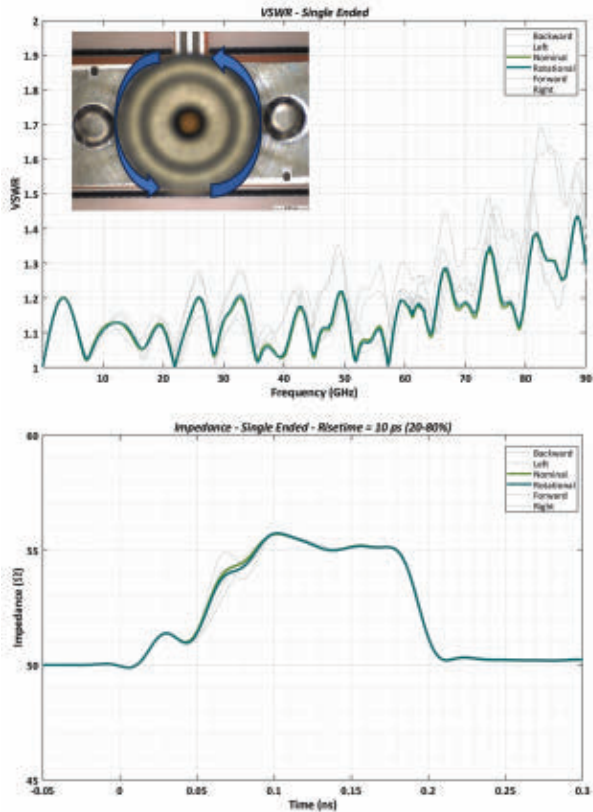 VSWR - Single Ended
2
1.9
1.8
1.7
1.6
1.5
1.4
1.3
1.2
1.1
1
VSWR
Backward
Left
Nominal
Rotational
Forward
Right
0 10 20 30 40 50 60 70 80 90
Frequency (GHz)
Impedance - Single Ended - Risetime = 10 ps (20-80%)
60
55
50
45
Impedance (Ω)
Backward
Left
Nominal
Rotational
Forward
Right
-0.05 0 0.05 0.1 0.15 0.2 0.25 0.3
Time (ns)